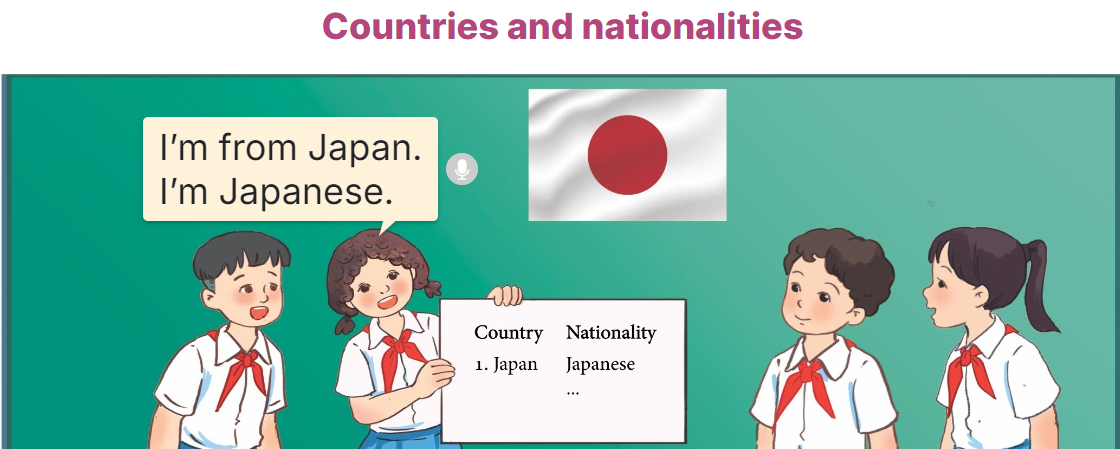 Countries and nationalities
I’m from Japan.
I’m Japanese.
Country Nationality
1. Japan Japanese
...